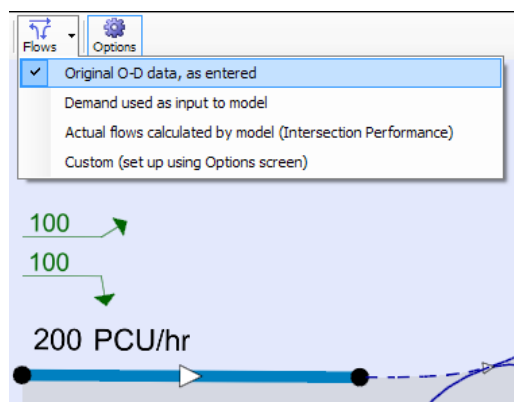 Flows
Options
Original O-D data, as entered
Demand used as input to model
Actual flows calculated by model (Intersection Performance)
Custom (set up using Options screen)
100
100
200 PCU/hr